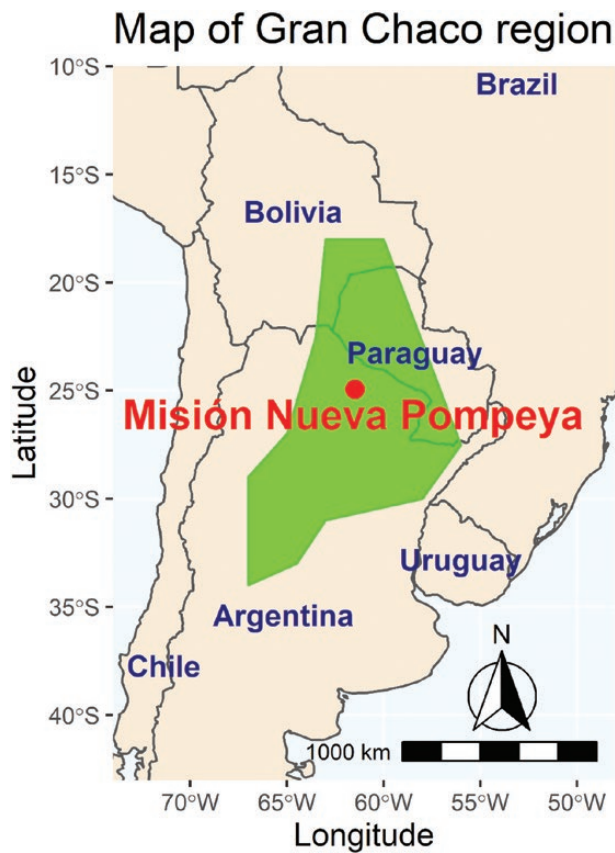 Map of Gran Chaco region
10°S
Brazil
15°S
Bolivia
20°S
Paraguay
25°S
Misión Nueva Pompeya
Latitude
30°S
Uruguay
35°S
Argentina
N
Chile
40°S
1000 km
70°W 65°W 60°W 55°W 50°W
Longitude